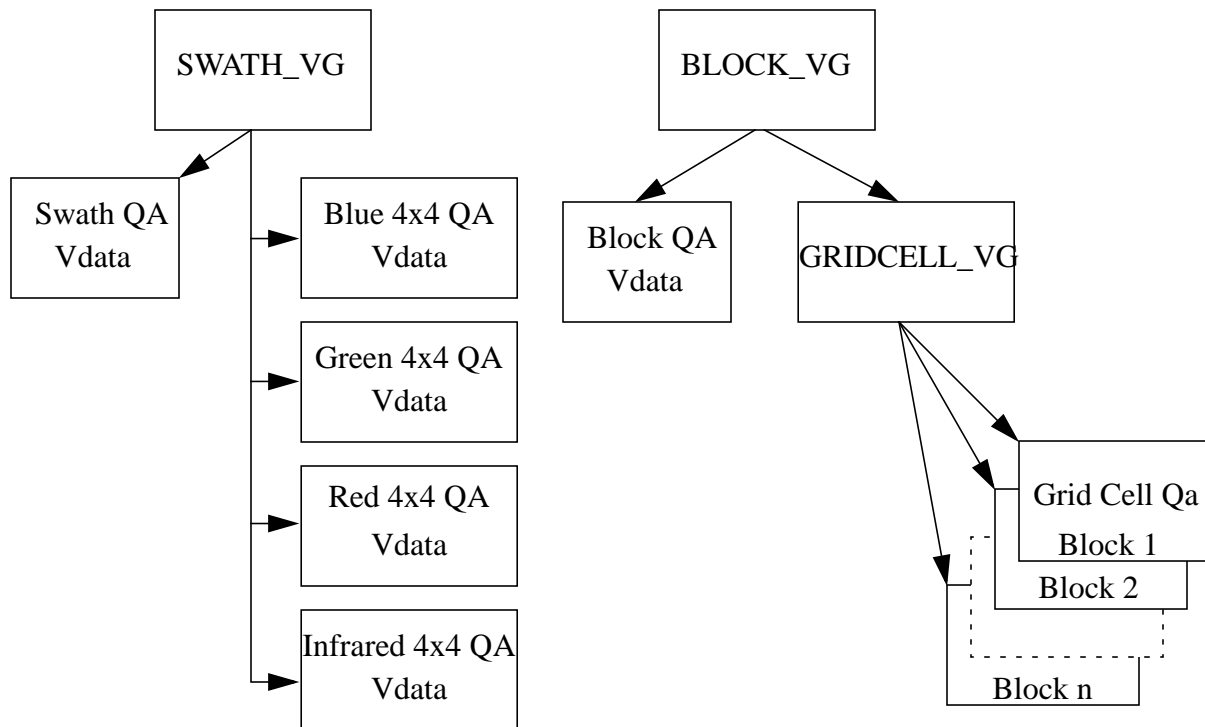 SWATH_VG
BLOCK_VG
Swath QA
Vdata
Blue 4x4 QA
Vdata
Block QA
Vdata
GRIDCELL_VG
Green 4x4 QA
Vdata
Red 4x4 QA
Vdata
Grid Cell Qa
Block 1
Block 2
Infrared 4x4 QA
Vdata
Block n